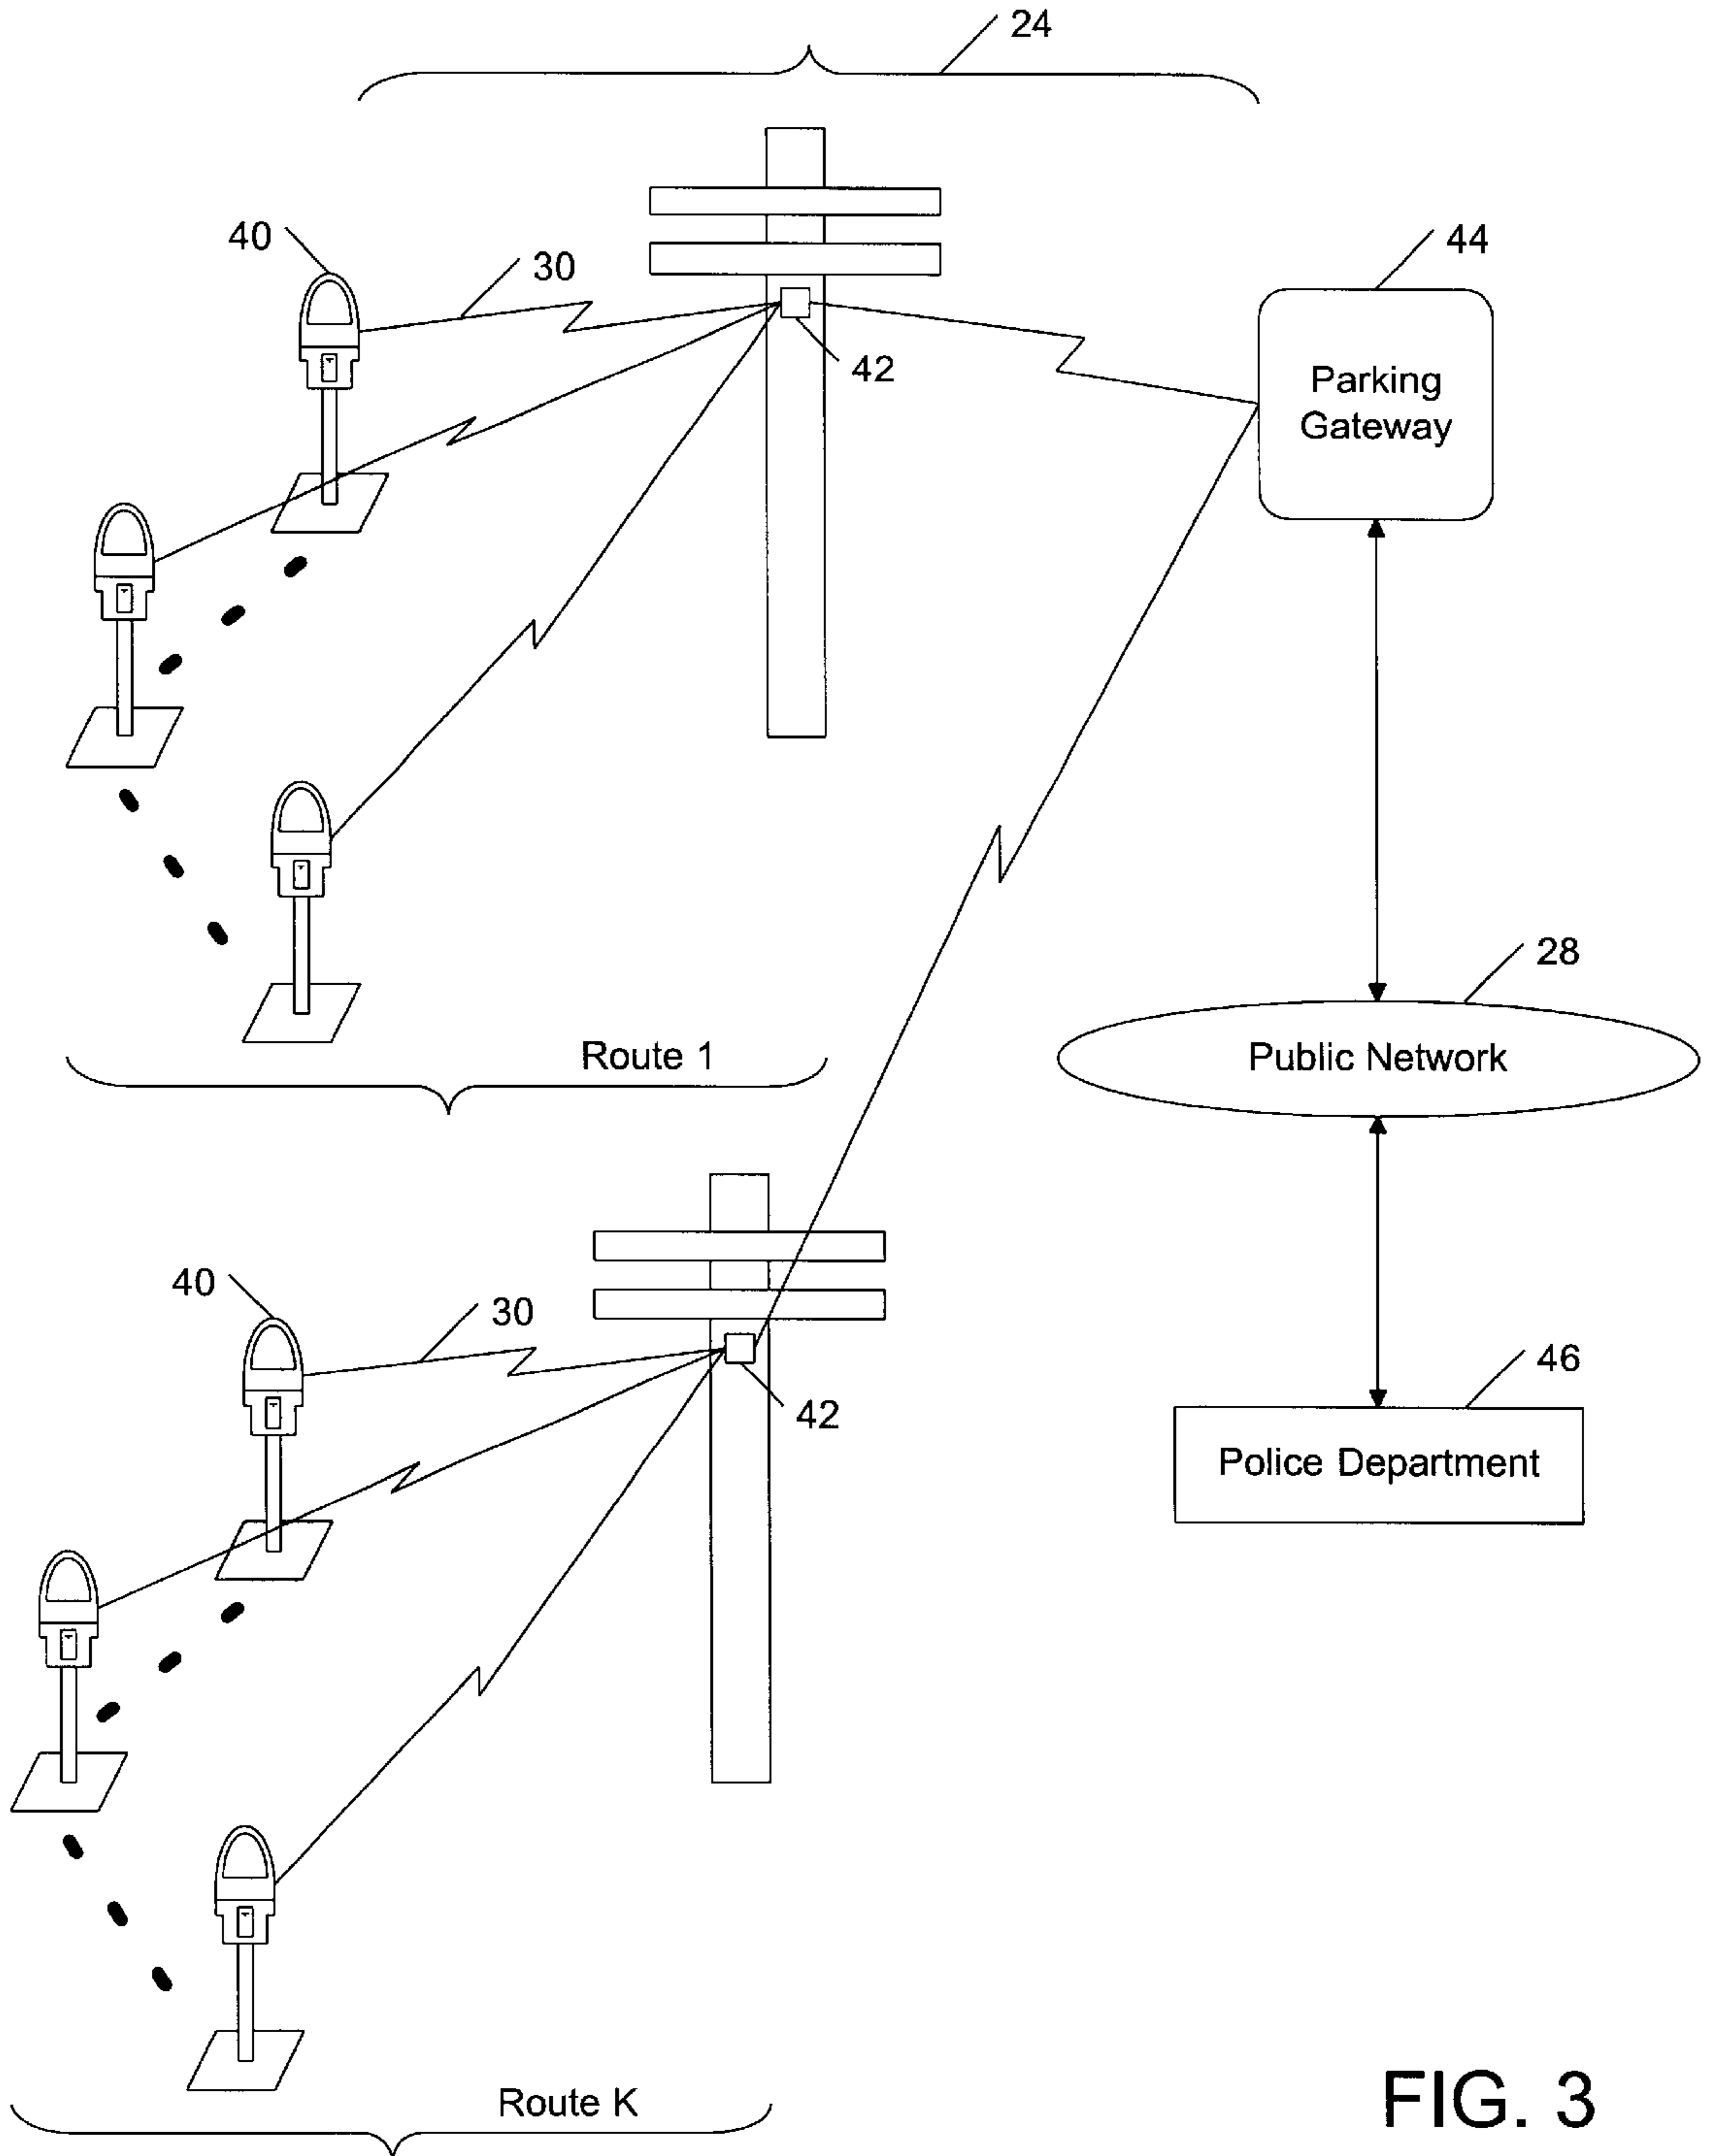 24
40
30
44
42
Parking
Gateway
28
Route 1
Public Network
40
30
46
42
Police Department
Route K
FIG. 3